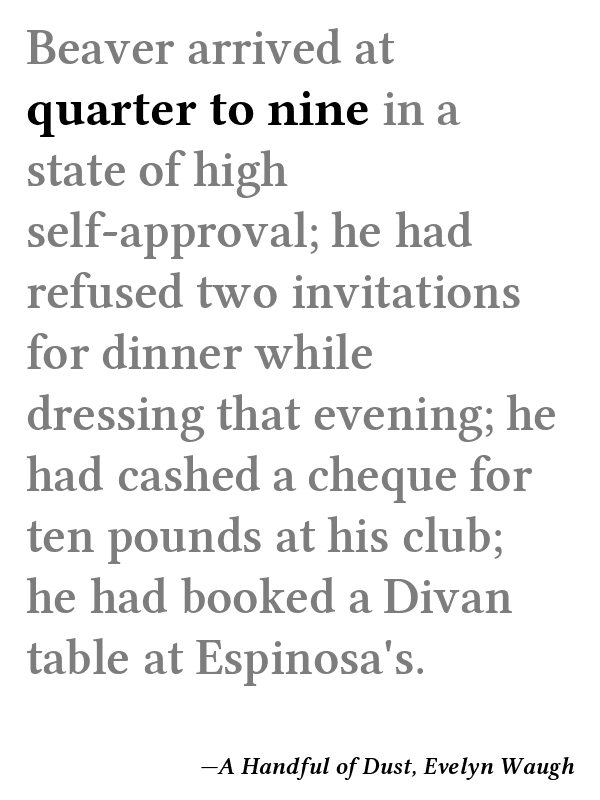 Beaver arrived at
quarter to nine in a
state of high
self-approval; he had
refused two invitations
for dinner while
dressing that evening; he
had cashed a cheque for
ten pounds at his club;
he had booked a Divan
table at Espinosa's.
—A Handful of Dust, Evelyn Waugh